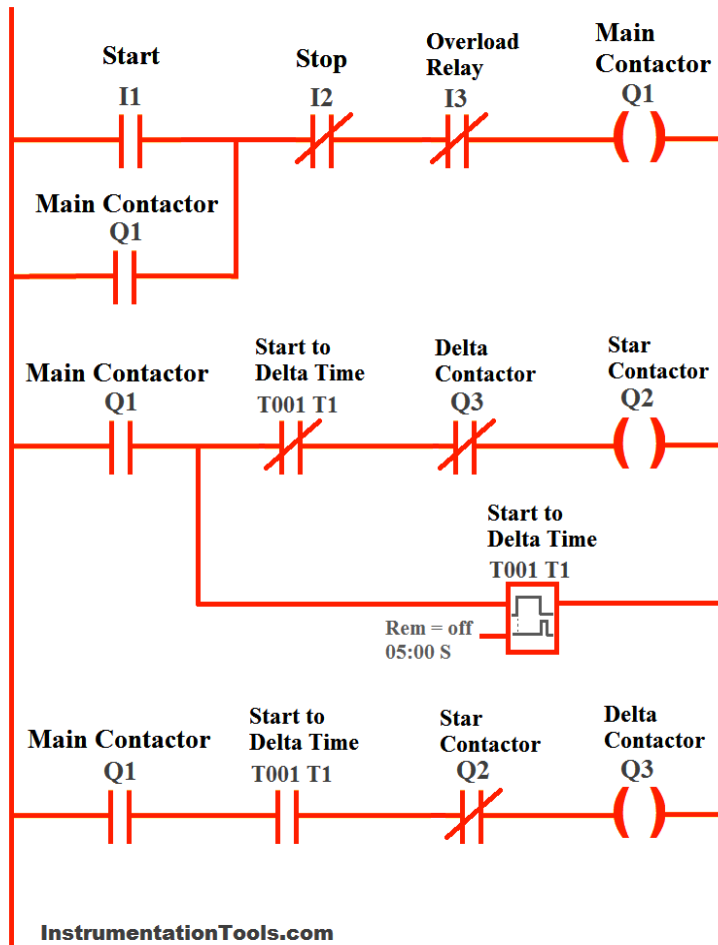 Start
I1
Stop
I2
Overload
Relay
I3
Main
Contactor
Q1
Main Contactor
Q1
Main Contactor
Q1
Start to
Delta Time
T001 T1
Delta
Contactor
Q3
Star
Contactor
Q2
Start to
Delta Time
T001 T1
Rem = off
05:00 S
Main Contactor
Q1
Start to
Delta Time
T001 T1
Star
Contactor
Q2
Delta
Contactor
Q3
InstrumentationTools.com